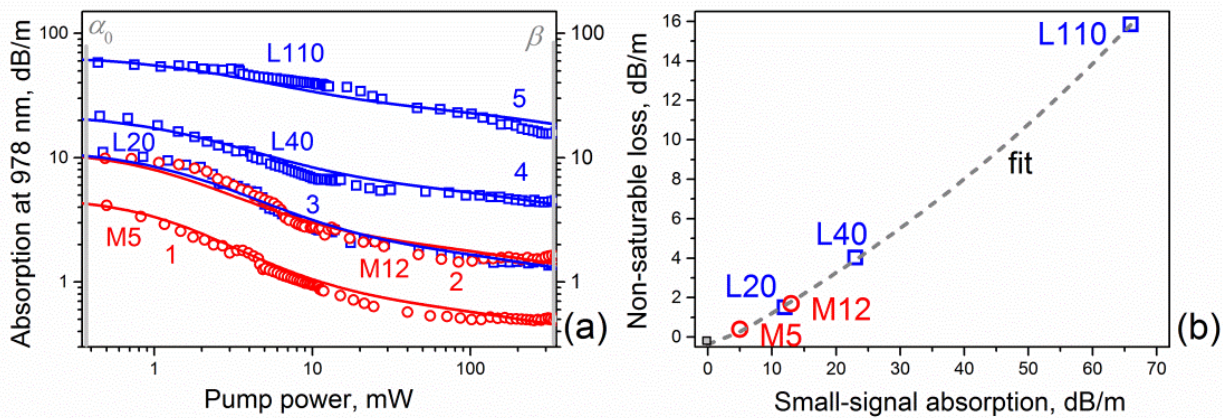 α₀
β
100
100
L110
5
L20
L40
10
10
4
3
M5
1
M12
2
1
1
(a)
1
10
100
Absorption at 978 nm, dB/m
Pump power, mW
16
L110
14
12
10
fit
8
6
4
L40
L20
2
M12
M5
0
(b)
0
10
20
30
40
50
60
70
Non-saturable loss, dB/m
Small-signal absorption, dB/m